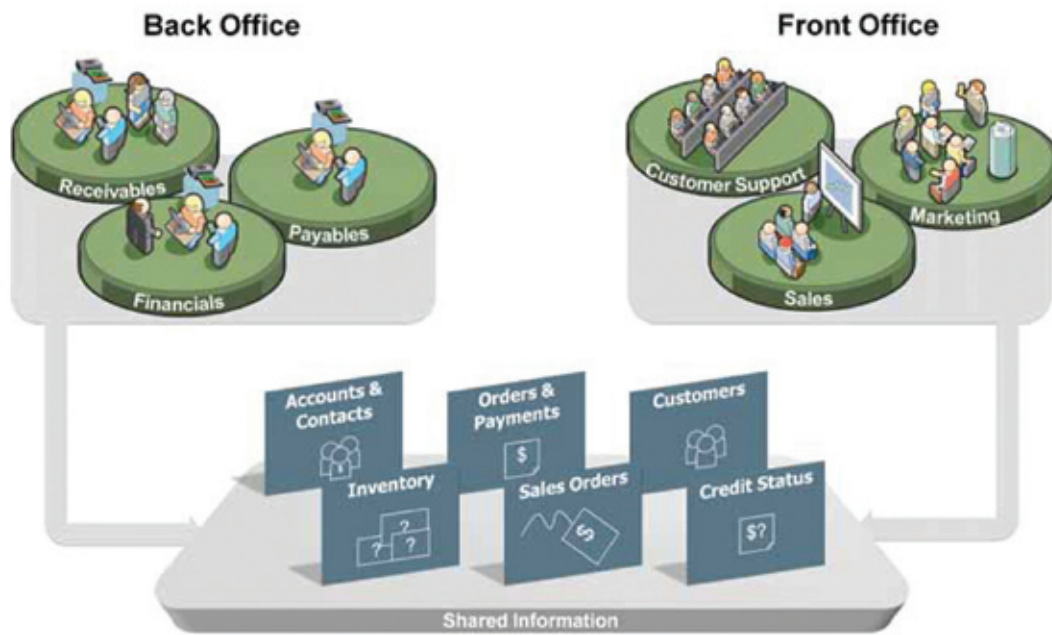 Back Office
Front Office
Receivables
Payables
Financials
Customer Support
Marketing
Sales
Accounts &
Contacts
$
Orders &
Payments
$
Customers
Inventory
? ? ?
Sales Orders
$
Credit Status
$?
Shared Information